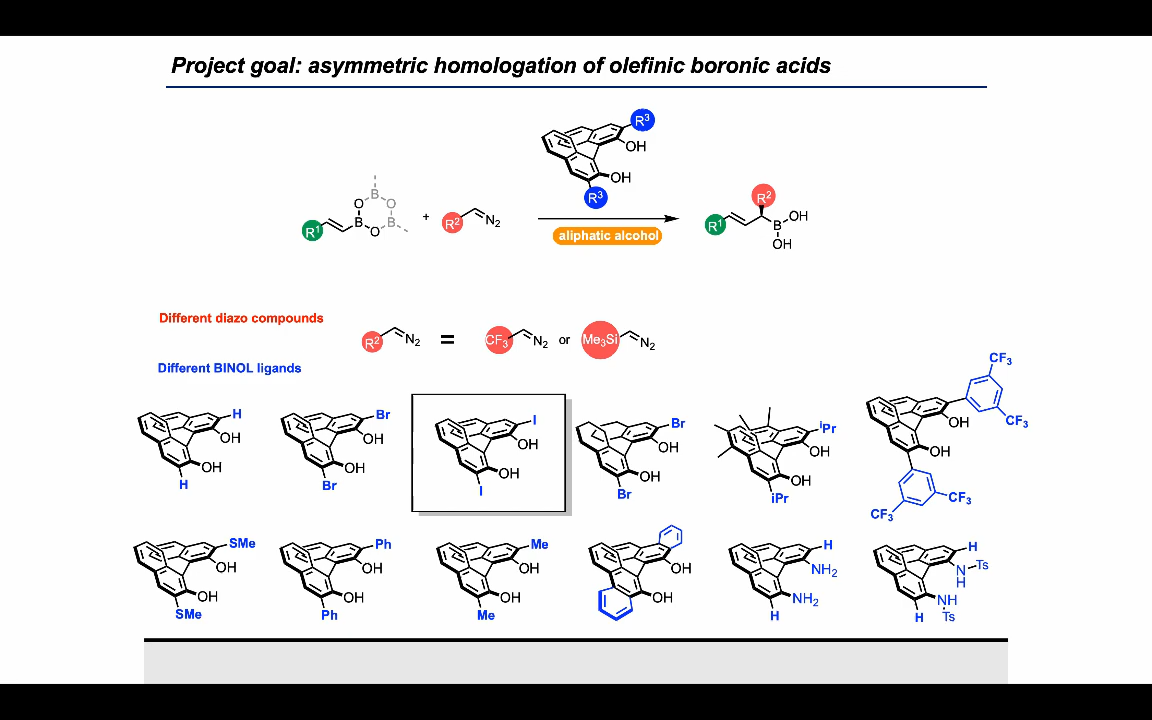 Project goal: asymmetric homologation of olefinic boronic acids
R³
OH
OH
R³
B
O
O
R¹
B
O
B
+
R²
N₂
aliphatic alcohol
R²
R¹
B
OH
OH
Different diazo compounds
R²
N₂
=
CF₃
N₂
or
Me₃Si
N₂
Different BINOL ligands
H
OH
OH
H
Br
OH
OH
Br
I
OH
OH
I
Br
OH
OH
Br
iPr
OH
OH
iPr
CF₃
CF₃
OH
OH
CF₃
CF₃
SMe
OH
OH
SMe
Ph
OH
OH
Ph
Me
OH
OH
Me
OH
OH
H
NH₂
NH₂
H
H
N
H
Ts
NH
H
Ts